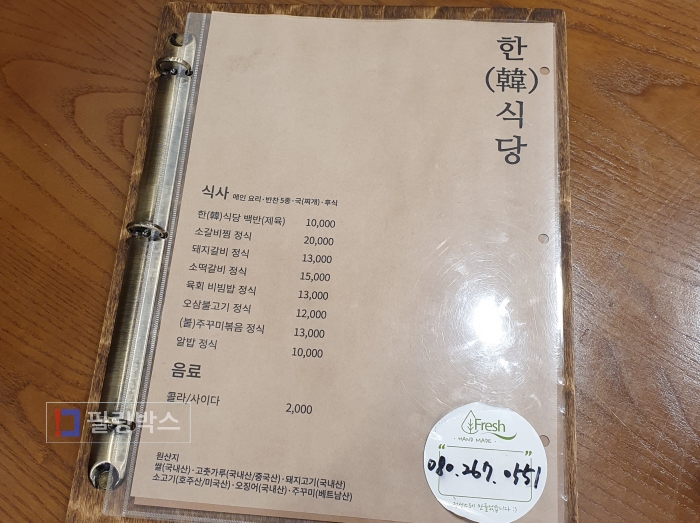 한
(韓)
식
당
식사 메인 요리·반찬 5종·국(찌개)·후식
한(韓)식당 백반(제육) 10,000
소갈비찜 정식 20,000
돼지갈비 정식 13,000
소떡갈비 정식 15,000
육회 비빔밥 정식 13,000
오삼불고기 정식 12,000
(불)주꾸미볶음 정식 13,000
알밥 정식 10,000
음료
콜라/사이다 2,000
원산지
쌀(국내산)·고춧가루(국내산/중국산)·돼지고기(국내산)
소고기(호주산/미국산)·오징어(국내산)·주꾸미(베트남산)
Fresh
- HAND MADE -
080.267.0551
필링박스